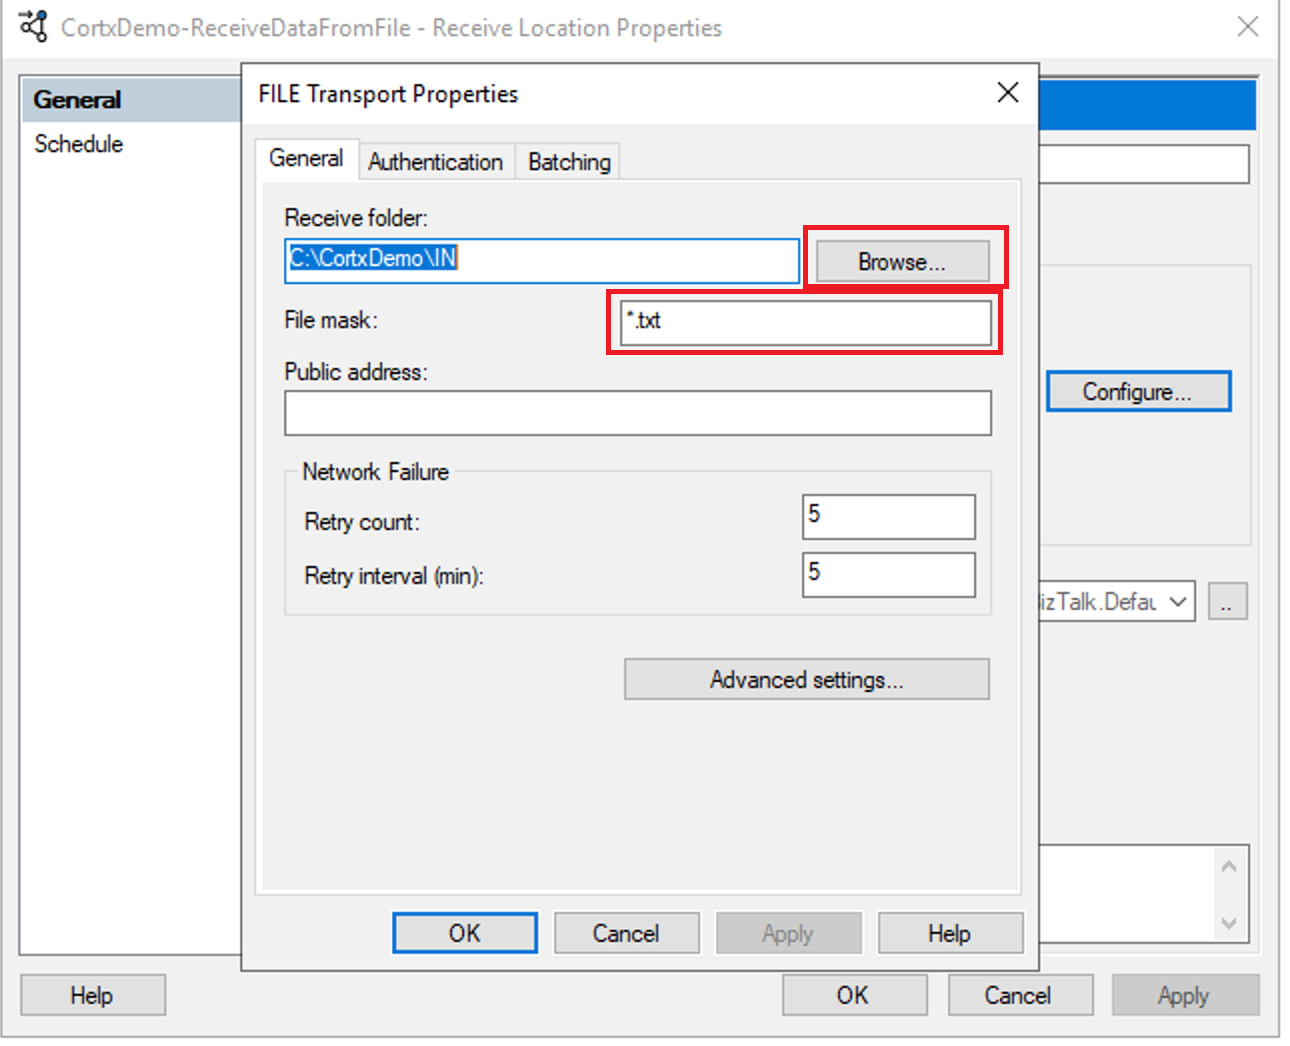 CortxDemo-ReceiveDataFromFile - Receive Location Properties
General
Schedule
FILE Transport Properties
General Authentication Batching
Receive folder:
C:\CortxDemo\IN
Browse...
File mask:
*.txt
Public address:
Configure...
Network Failure
Retry count:
5
Retry interval (min):
5
izTalk.Defau
..
Advanced settings...
OK Cancel Apply Help
Help
OK Cancel Apply